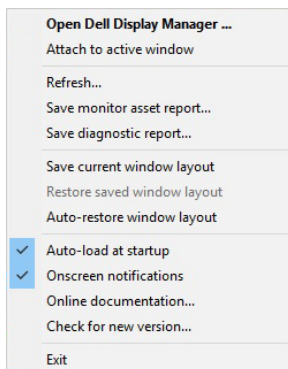 Open Dell Display Manager ...
Attach to active window
Refresh...
Save monitor asset report...
Save diagnostic report...
Save current window layout
Restore saved window layout
Auto-restore window layout
Auto-load at startup
Onscreen notifications
Online documentation...
Check for new version...
Exit